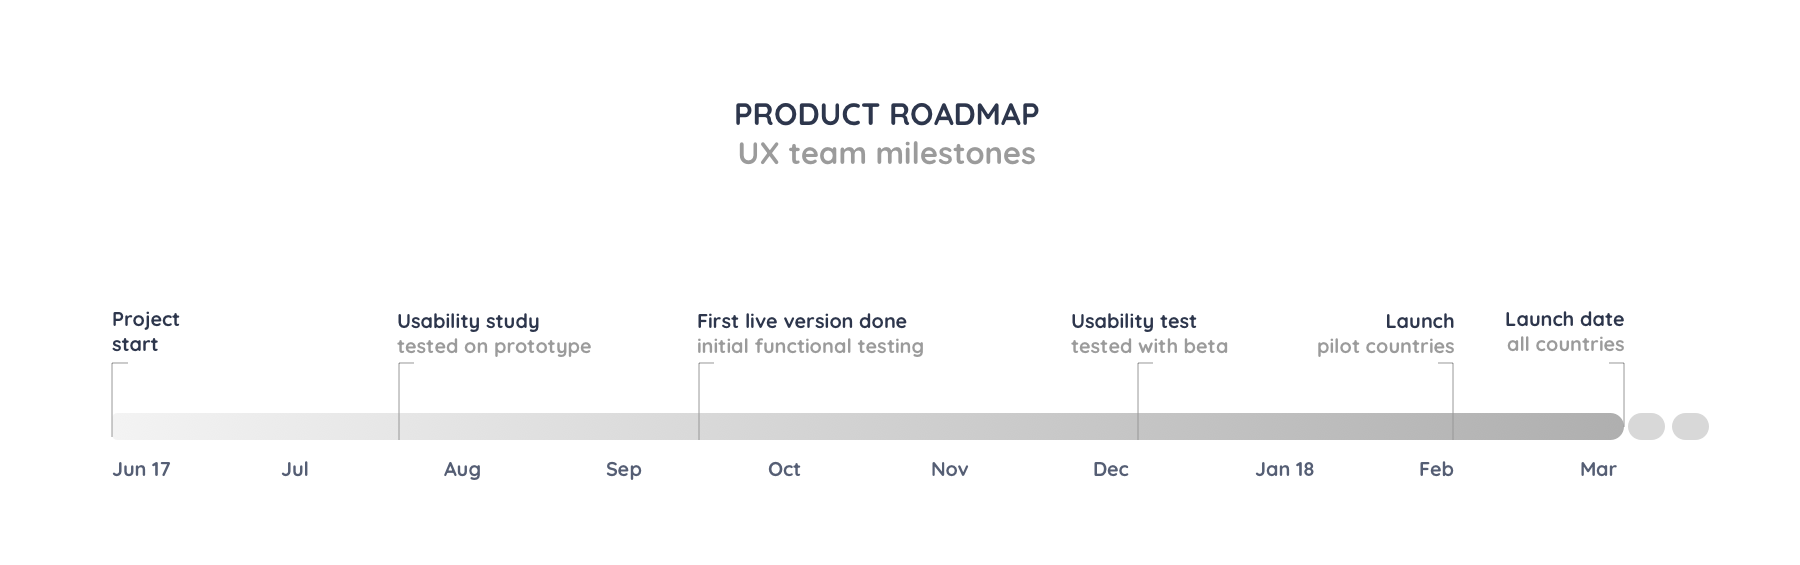 PRODUCT ROADMAP
UX team milestones
Project
start
Usability study
tested on prototype
First live version done
initial functional testing
Usability test
tested with beta
Launch
pilot countries
Launch date
all countries
Jun 17
Jul
Aug
Sep
Oct
Nov
Dec
Jan 18
Feb
Mar